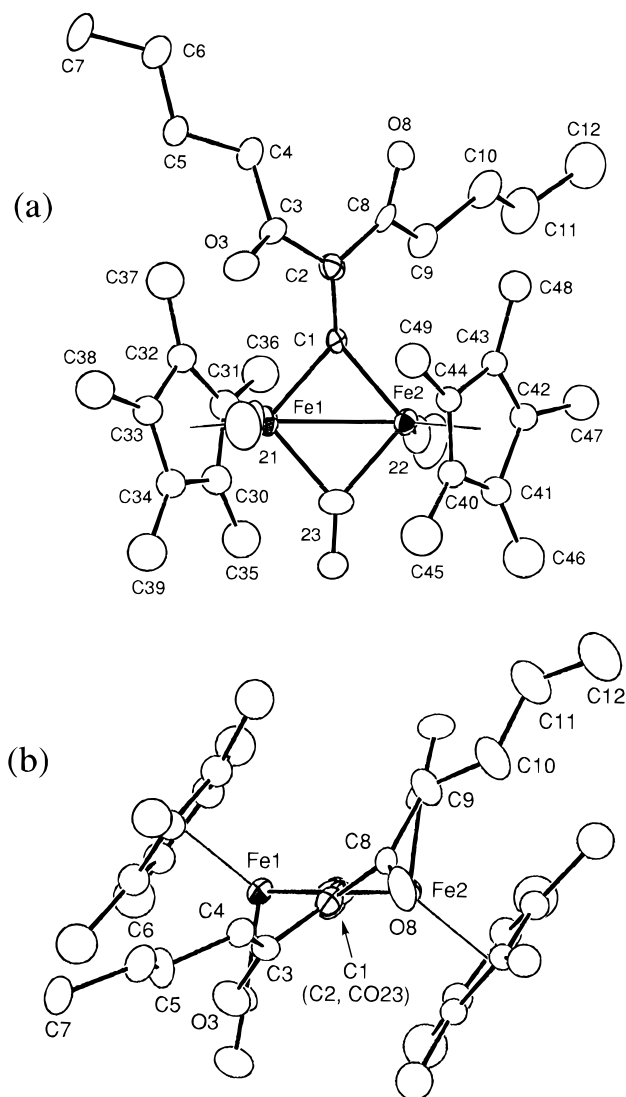 C7 C6
C5 C4 O8 C10 C12
(a)
C3 C8 C11
O3 C2 C9
C37 C48
C1 C49 C43
C38 C32 C31 C36 C44 C42
C33 Fe1 Fe2 C47
21 22
C34 C30 C40 C41
23
C39 C35 C45 C46
C12
C11
(b)
C10
C9
C8
Fe1 Fe2
C4 O8
C6
C3 C1
C5 (C2, CO23)
C7 O3